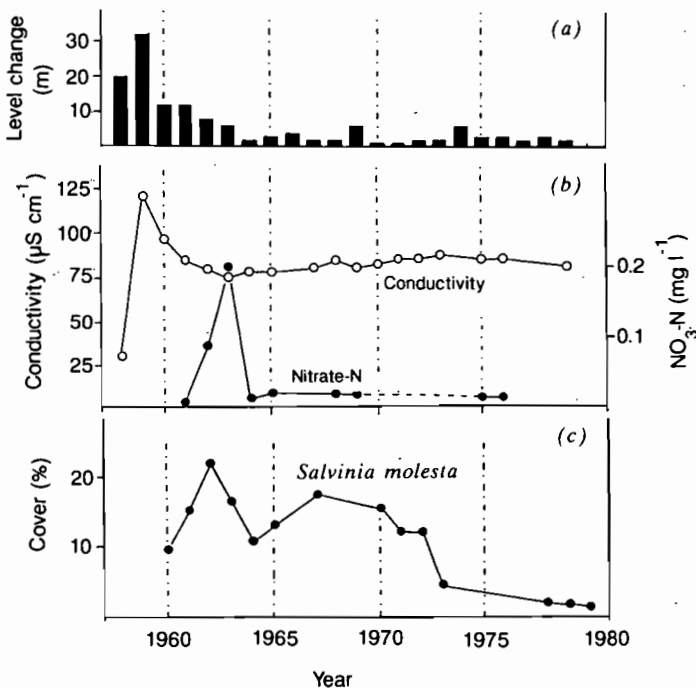 (a)
Level change
(m)
30
20
10
(b)
Conductivity (µS cm⁻¹)
125
100
75
50
25
Conductivity
Nitrate-N
0.2
0.1
NO₃-N (mg l⁻¹)
(c)
Cover (%)
20
10
Salvinia molesta
1960 1965 1970 1975 1980
Year